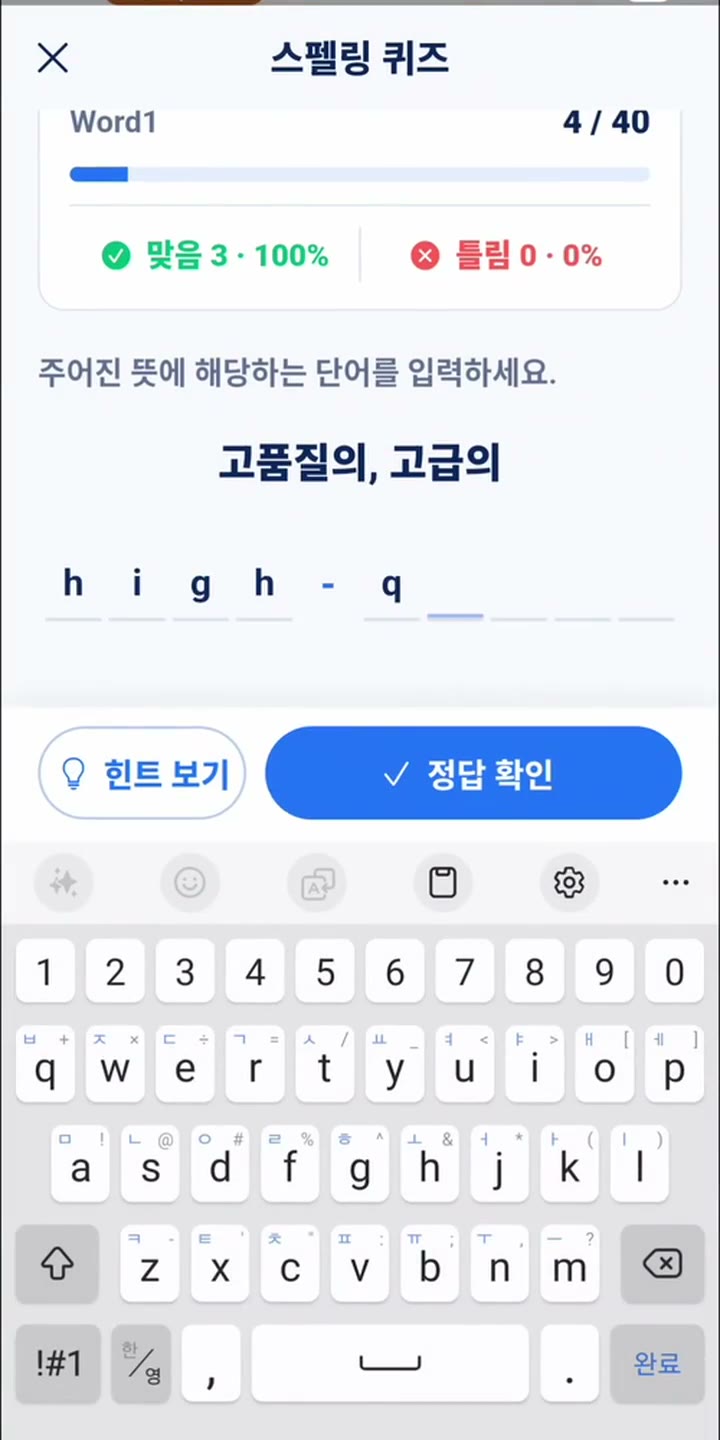 스펠링 퀴즈
Word1 4 / 40
맞음 3 · 100% 틀림 0 · 0%
주어진 뜻에 해당하는 단어를 입력하세요.
고품질의, 고급의
h i g h - q
힌트 보기 정답 확인
A
1 2 3 4 5 6 7 8 9 0
ㅂ + ㅈ × ㄷ ÷ ㄱ = ㅅ / ㅛ _ ㅕ < ㅑ > ㅐ [ ㅔ ]
q w e r t y u i o p
ㅁ ! ㄴ @ ㅇ # ㄹ % ㅎ ^ ㅗ & ㅓ * ㅏ ( ㅣ )
a s d f g h j k l
ㅋ - ㅌ ' ㅊ " ㅍ : ㅠ ; ㅜ , ㅡ ?
z x c v b n m
!#1 한/영 , . 완료